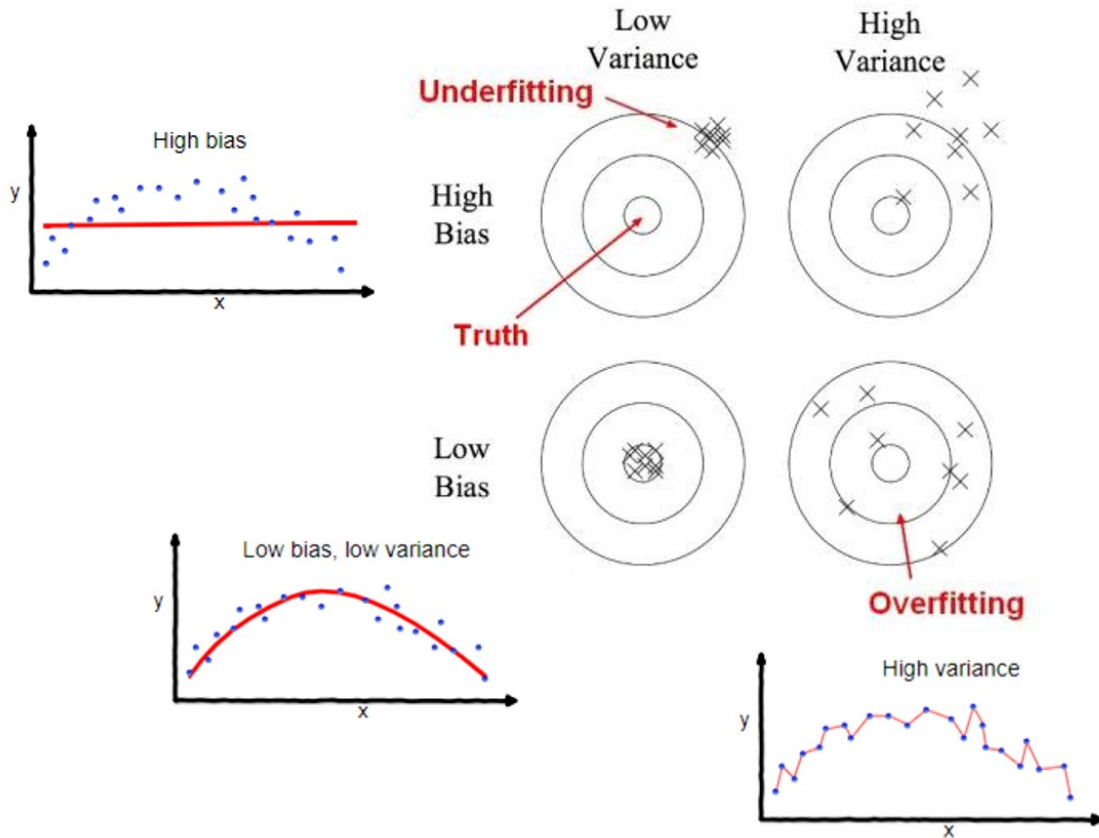 Low
Variance
High
Variance
Underfitting
High bias
y
x
High
Bias
Truth
Low
Bias
Low bias, low variance
y
x
Overfitting
High variance
y
x